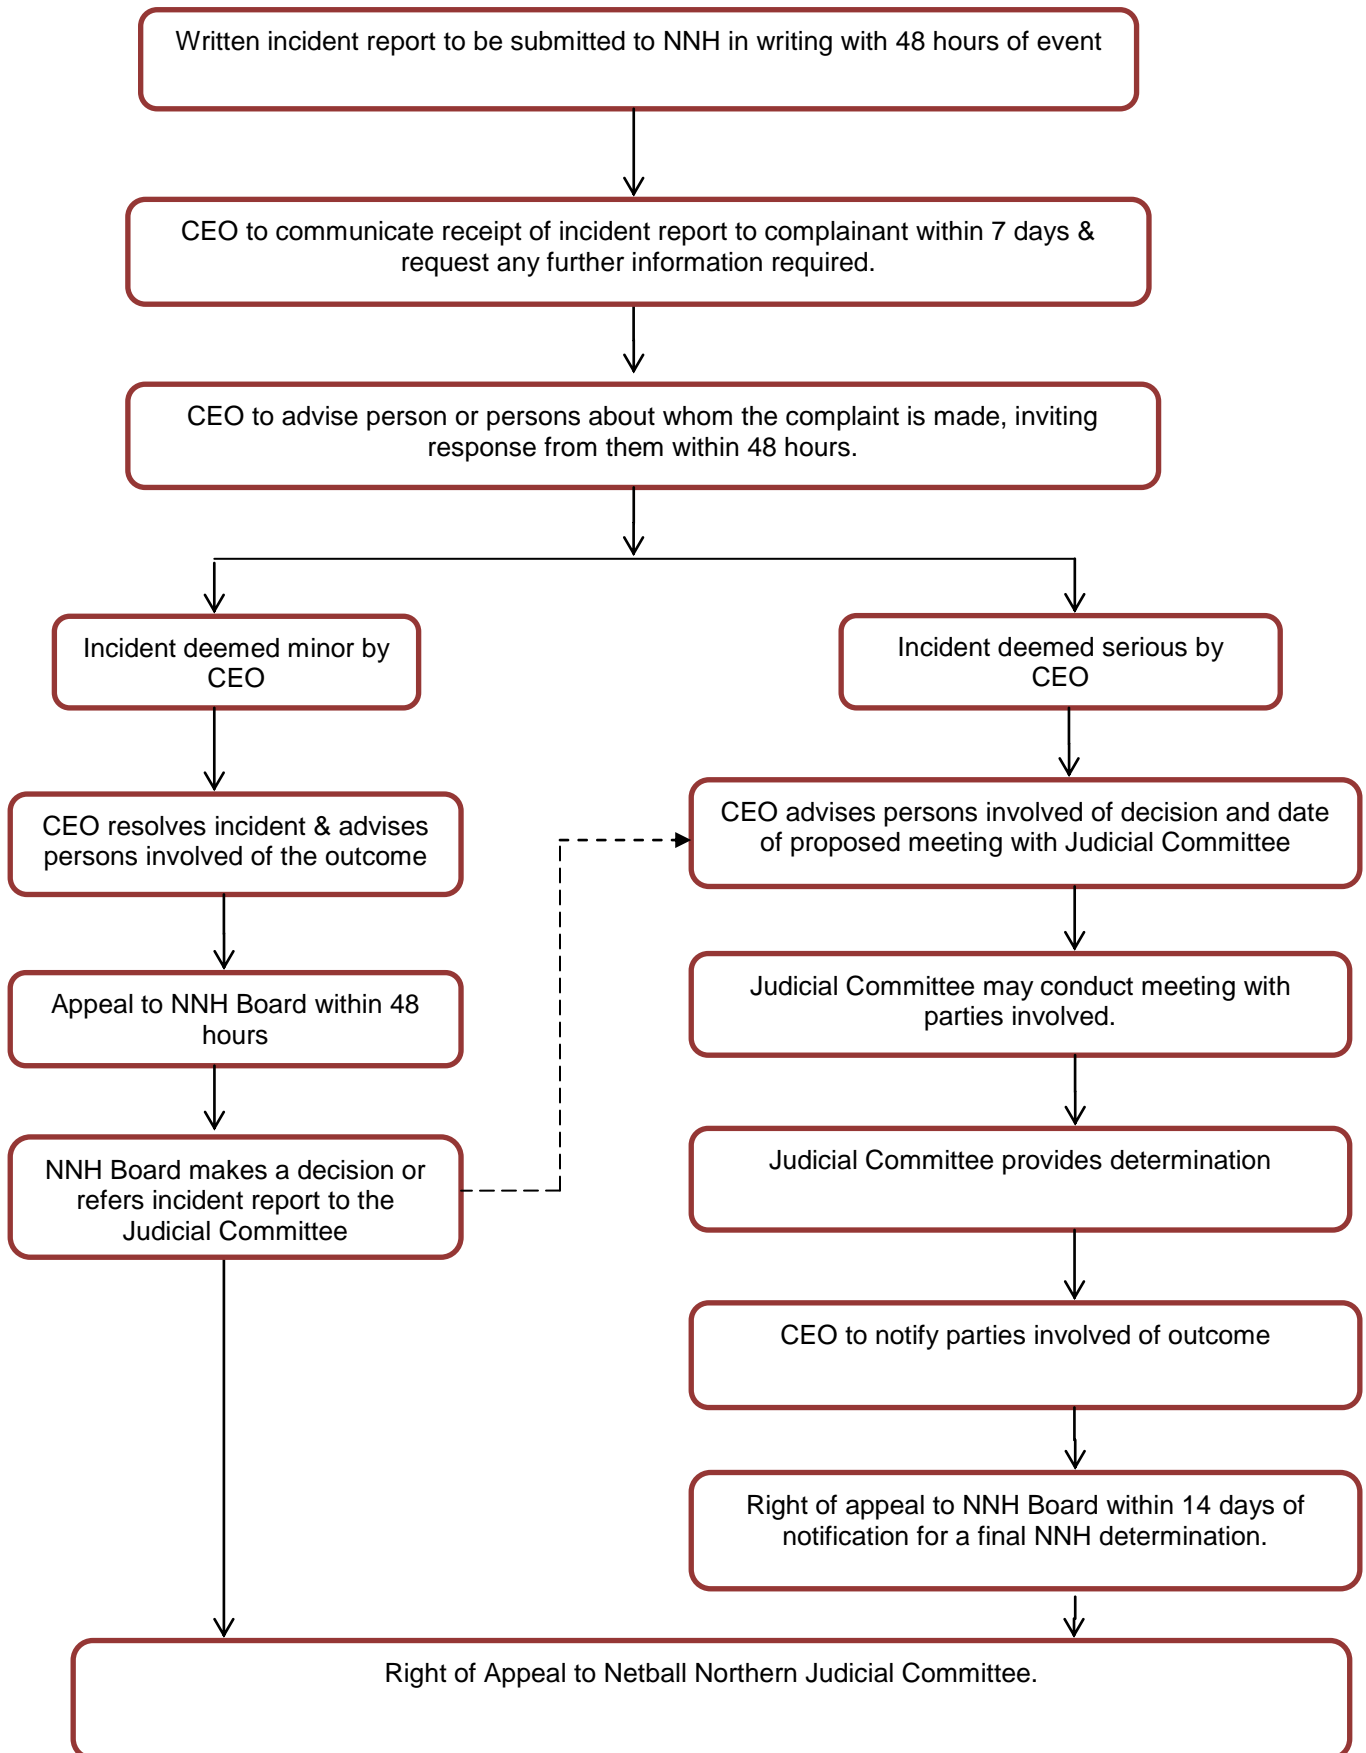 Written incident report to be submitted to NNH in writing with 48 hours of event
CEO to communicate receipt of incident report to complainant within 7 days &
request any further information required.
CEO to advise person or persons about whom the complaint is made, inviting
response from them within 48 hours.
Incident deemed minor by
CEO
Incident deemed serious by
CEO
CEO resolves incident & advises
persons involved of the outcome
CEO advises persons involved of decision and date
of proposed meeting with Judicial Committee
Appeal to NNH Board within 48
hours
Judicial Committee may conduct meeting with
parties involved.
NNH Board makes a decision or
refers incident report to the
Judicial Committee
Judicial Committee provides determination
CEO to notify parties involved of outcome
Right of appeal to NNH Board within 14 days of
notification for a final NNH determination.
Right of Appeal to Netball Northern Judicial Committee.